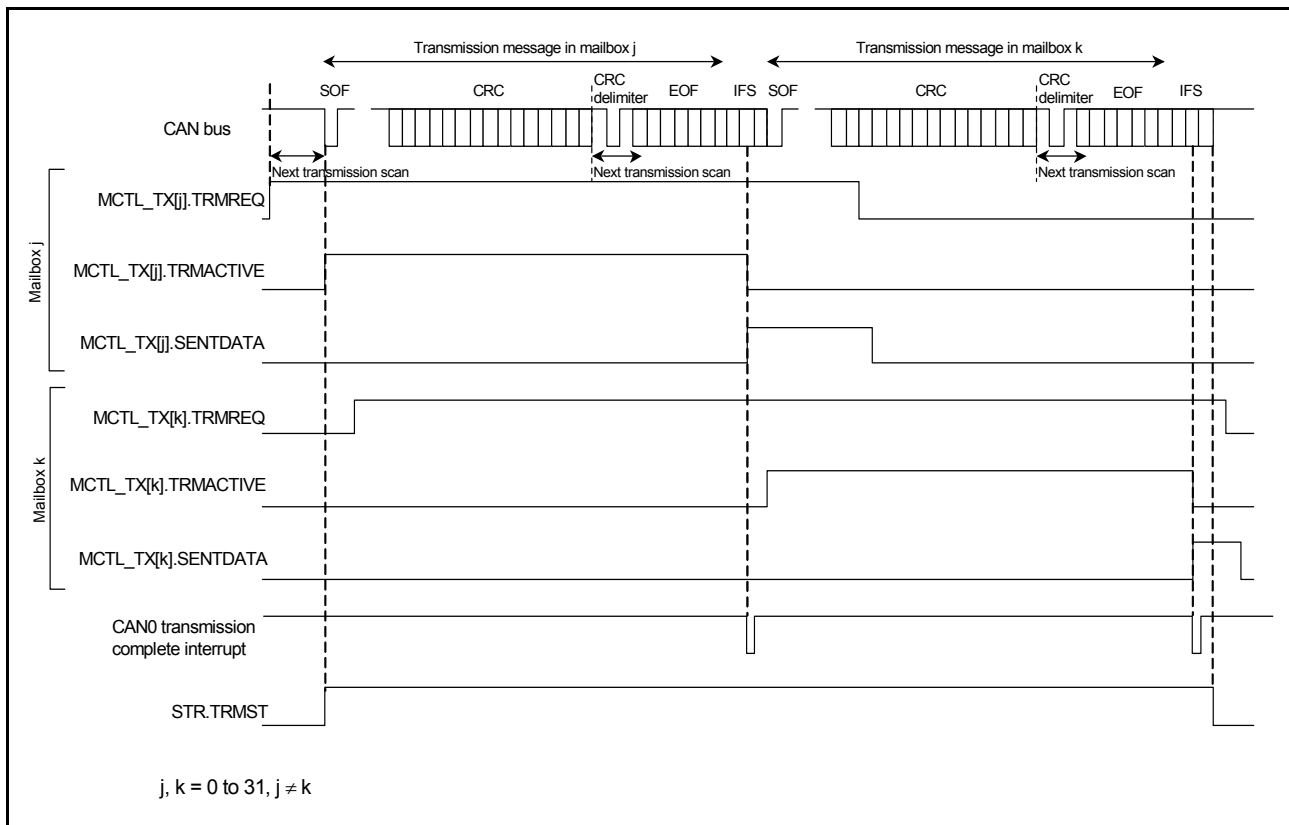 Transmission message in mailbox j
Transmission message in mailbox k
SOF
CRC
CRC
delimiter
EOF
IFS
SOF
CRC
CRC
delimiter
EOF
IFS
CAN bus
Next transmission scan
Next transmission scan
Next transmission scan
Mailbox j
MCTL_TX[j].TRMREQ
MCTL_TX[j].TRMACTIVE
MCTL_TX[j].SENTDATA
Mailbox k
MCTL_TX[k].TRMREQ
MCTL_TX[k].TRMACTIVE
MCTL_TX[k].SENTDATA
CAN0 transmission
complete interrupt
STR.TRMST
j, k = 0 to 31, j ≠ k